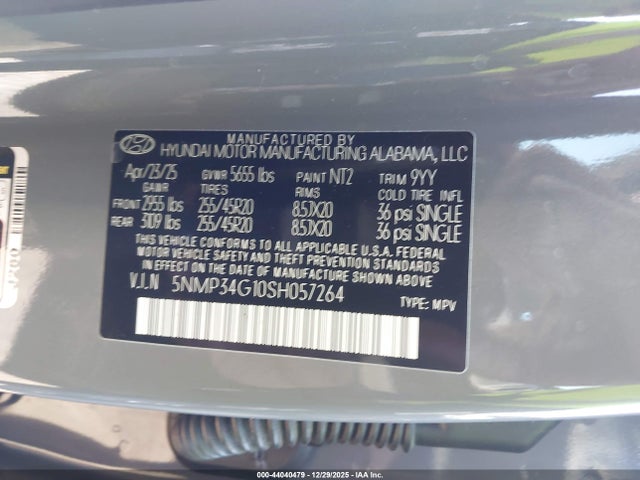 MANUFACTURED BY
HYUNDAI MOTOR MANUFACTURING ALABAMA, LLC
Apr/23/25 GVWR 5655 lbs PAINT NT2 TRIM 9YY
GAWR TIRES RIMS COLD TIRE INFL
FRONT 2955 lbs 255/45R20 8.5JX20 36 psi SINGLE
REAR 3109 lbs 255/45R20 8.5JX20 36 psi SINGLE
THIS VEHICLE CONFORMS TO ALL APPLICABLE U.S.A. FEDERAL
MOTOR VEHICLE SAFETY AND THEFT PREVENTION STANDARDS
IN EFFECT ON THE DATE OF MANUFACTURE SHOWN ABOVE
V.I.N 5NMP34G10SH057264
TYPE: MPV
000-44040479 12/29/2025 IAAI.COM